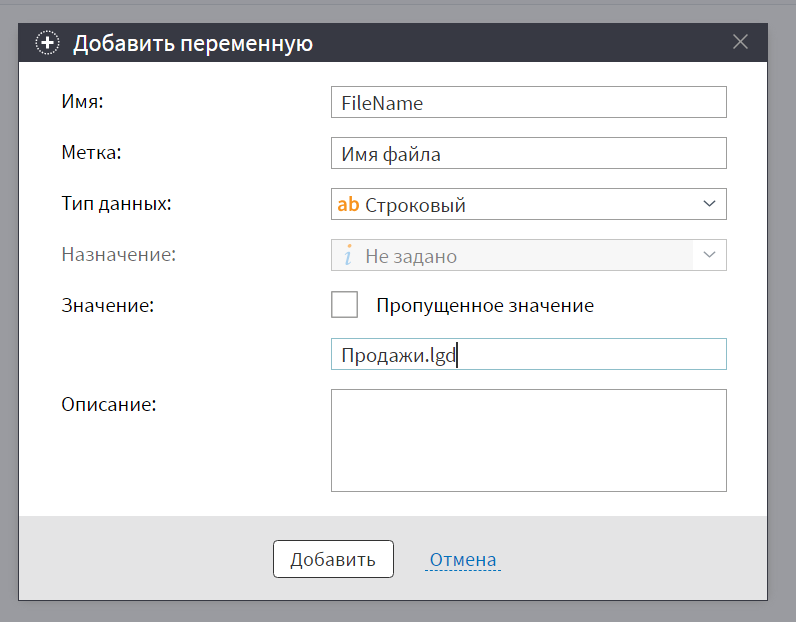 Добавить переменную
Имя: FileName
Метка: Имя файла
Тип данных: ab Строковый
Назначение: i Не задано
Значение: Пропущенное значение
Продажи.lgd
Описание:
Добавить Отмена